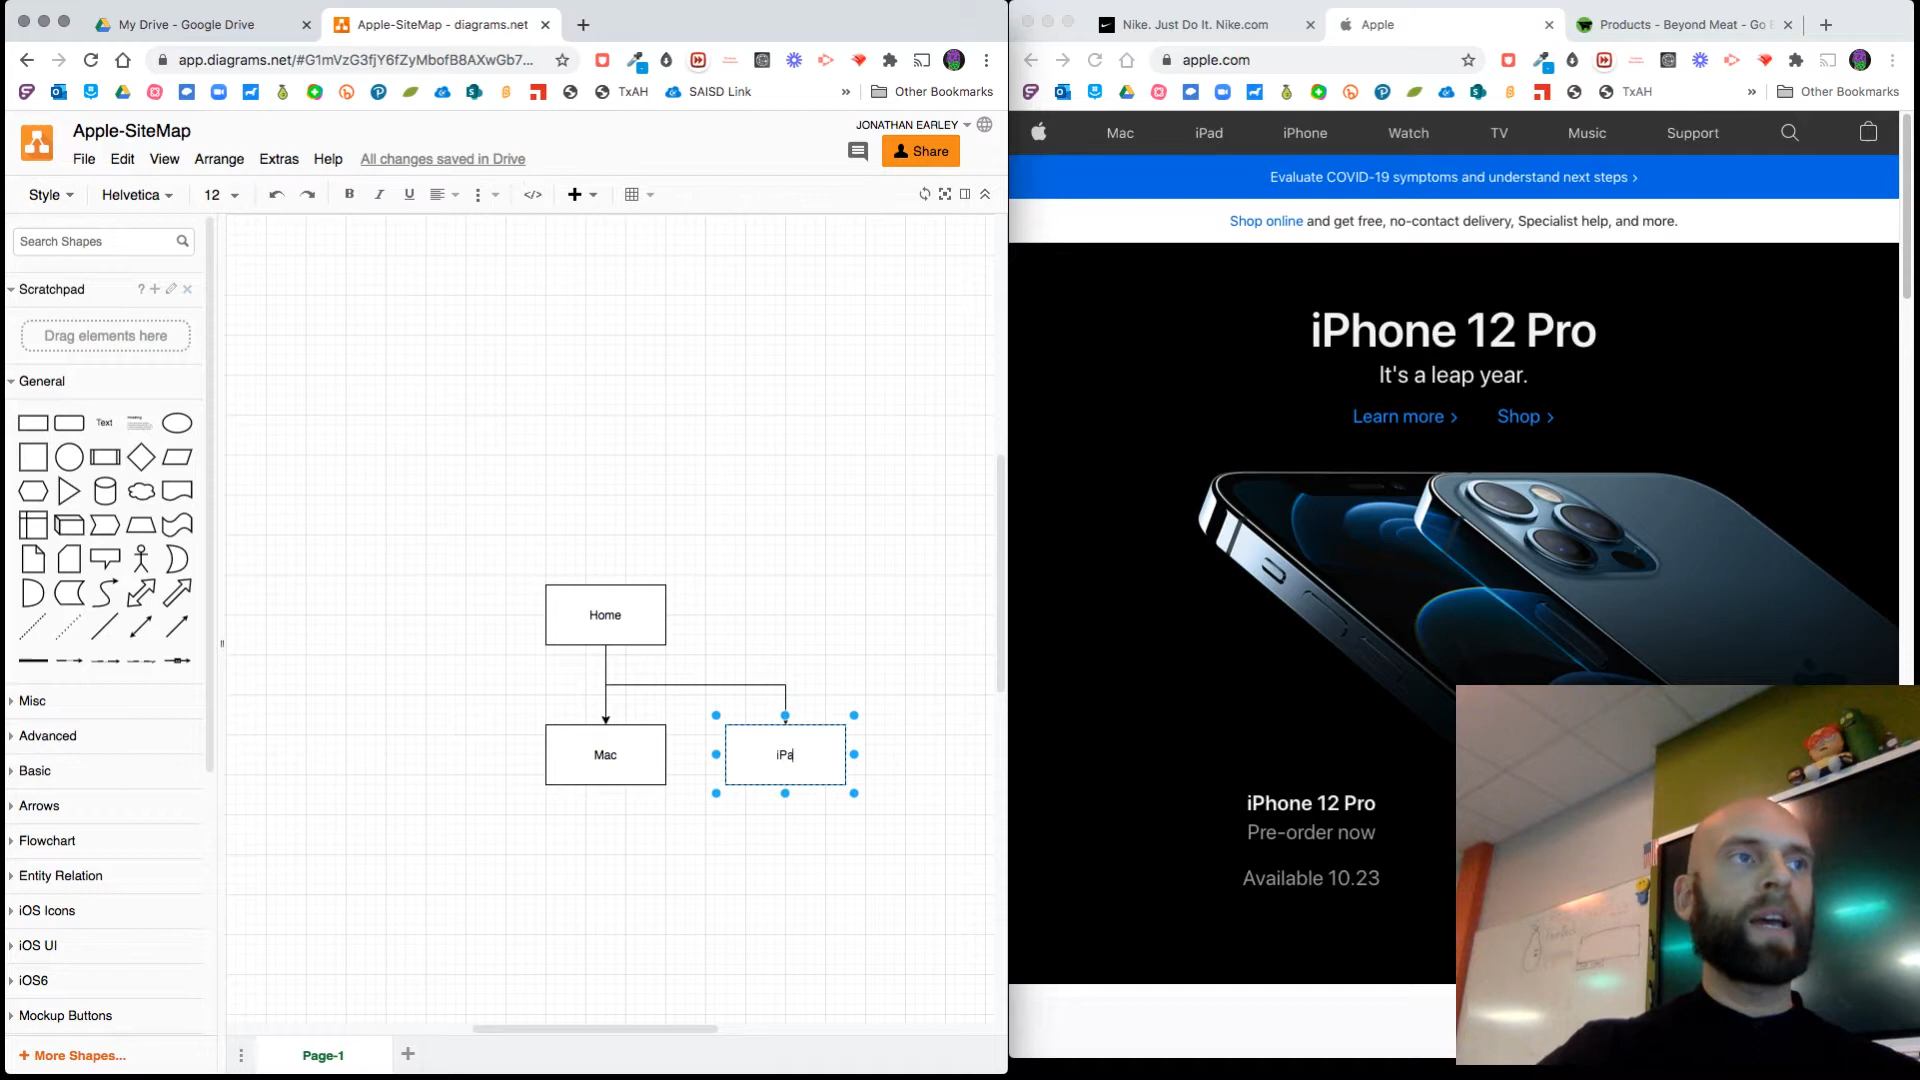 My Drive - Google Drive
Apple-SiteMap - diagrams.net
app.diagrams.net/#G1mVzG3fjY6fZyMbofB8AXwGb7...
TxAH
SAISD Link
»
Other Bookmarks
Apple-SiteMap
JONATHAN EARLEY
File
Edit
View
Arrange
Extras
Help
All changes saved in Drive
Share
Style
Helvetica
12
B
I
U
Search Shapes
Scratchpad
?
Drag elements here
General
Text
Heading
Misc
Advanced
Basic
Arrows
Flowchart
Entity Relation
iOS Icons
iOS UI
iOS6
Mockup Buttons
+ More Shapes...
Home
Mac
iPa
Page-1
Nike. Just Do It. Nike.com
Apple
Products - Beyond Meat - Go
apple.com
TxAH
»
Other Bookmarks
Mac
iPad
iPhone
Watch
TV
Music
Support
Evaluate COVID-19 symptoms and understand next steps >
Shop online and get free, no-contact delivery, Specialist help, and more.
iPhone 12 Pro
It's a leap year.
Learn more >
Shop >
iPhone 12 Pro
Pre-order now
Available 10.23